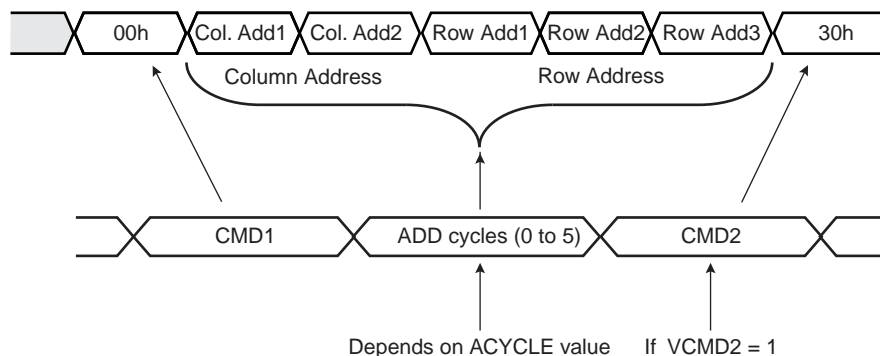 00h Col. Add1 Col. Add2 Row Add1 Row Add2 Row Add3 30h
Column Address Row Address
CMD1 ADD cycles (0 to 5) CMD2
Depends on ACYCLE value If VCMD2 = 1